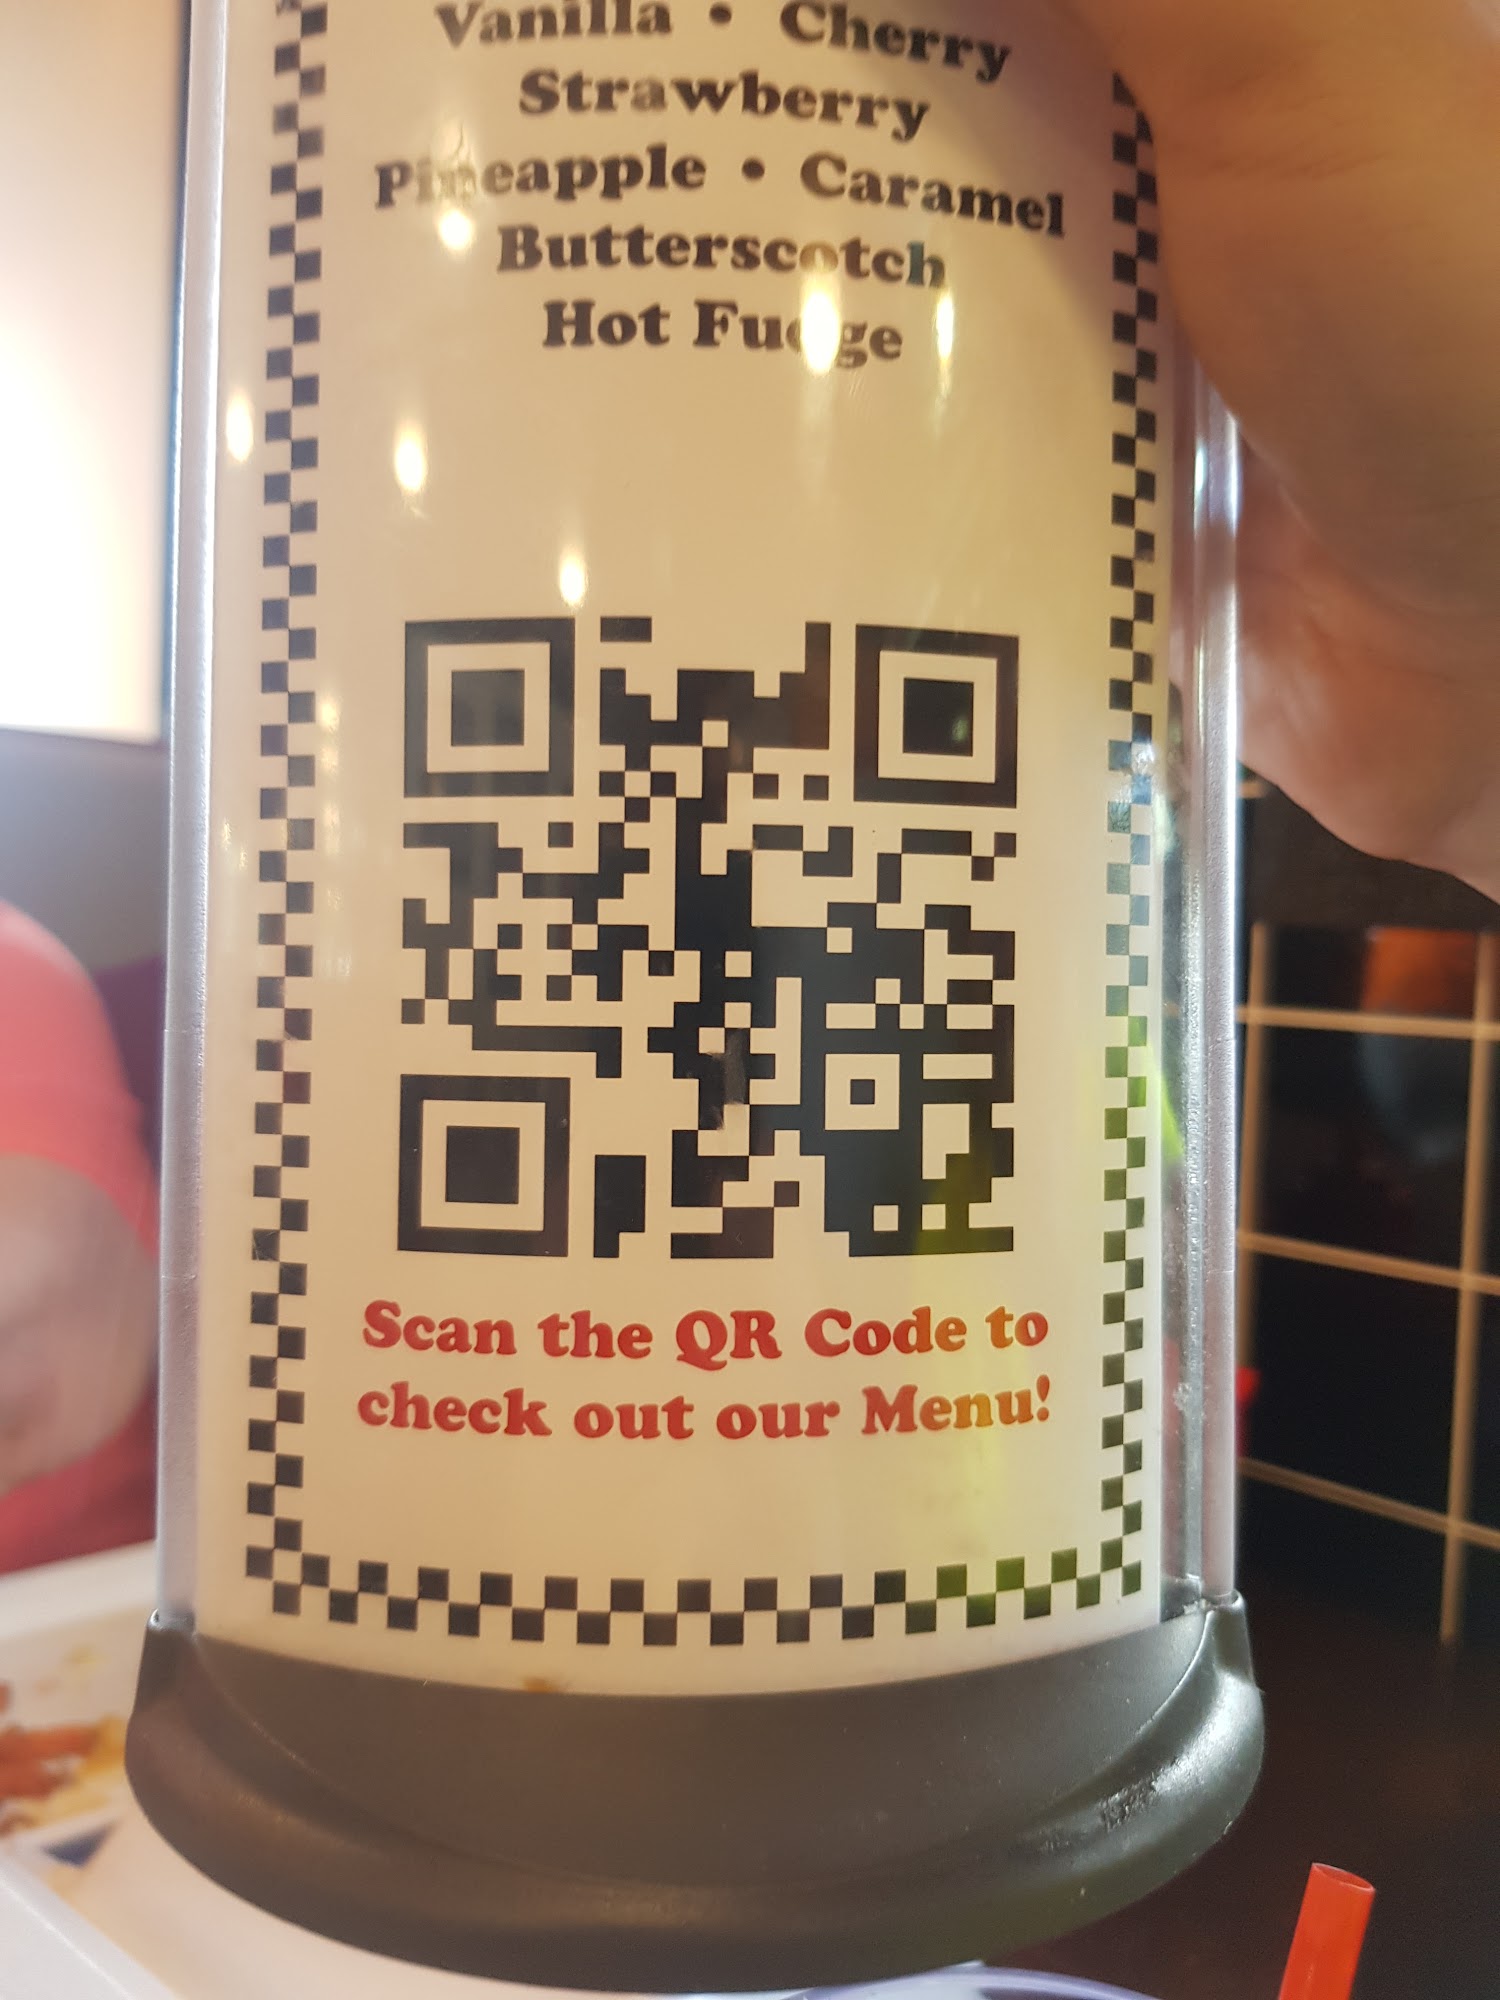 Vanilla • Cherry
Strawberry
Pineapple • Caramel
Butterscotch
Hot Fudge
Scan the QR Code to
check out our Menu!